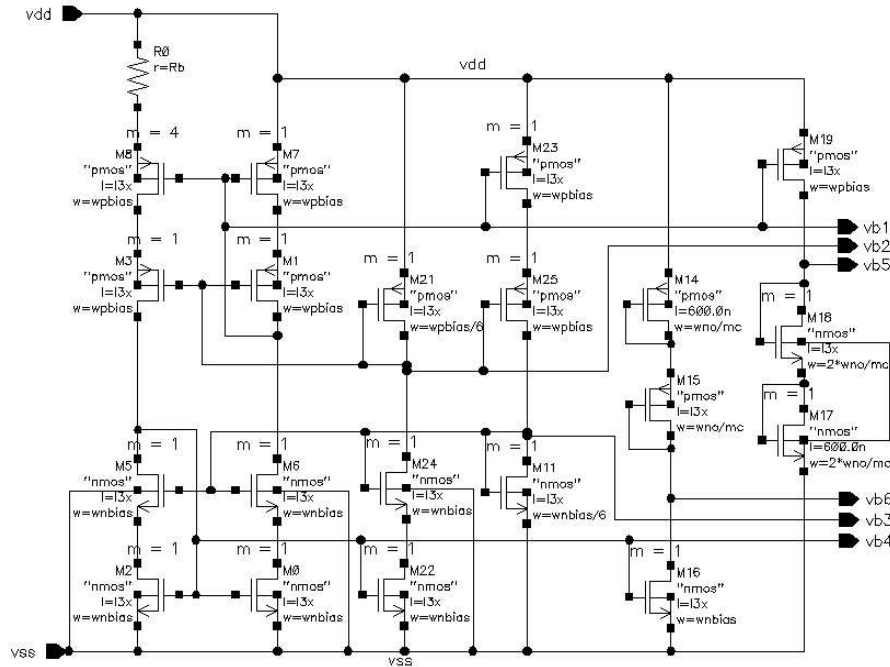 vdd
R0
r=Rb
vdd
m = 4
M8
"pmos"
l=l3x
w=wpbias
m = 1
M7
"pmos"
l=l3x
w=wpbias
m = 1
M23
"pmos"
l=l3x
w=wpbias
M19
"pmos"
l=l3x
w=wpbias
vb1
vb2
vb5
m = 1
M3
"pmos"
l=l3x
w=wpbias
m = 1
M1
"pmos"
l=l3x
w=wpbias
m = 1
M21
"pmos"
l=l3x
w=wpbias/6
m = 1
M25
"pmos"
l=l3x
w=wpbias
M14
"pmos"
l=600.0n
w=wno/mc
m = 1
M18
"nmos"
l=l3x
w=2*wno/mc
M15
"pmos"
l=l3x
w=wno/mc
m = 1
M17
"nmos"
l=600.0n
w=2*wno/mc
m = 1
M5
"nmos"
l=l3x
w=wnbias
m = 1
M6
"nmos"
l=l3x
w=wnbias
m = 1
M24
"nmos"
l=l3x
w=wnbias
m = 1
M11
"nmos"
l=l3x
w=wnbias/6
vb6
vb3
vb4
m = 1
M2
"nmos"
l=l3x
w=wnbias
m = 1
M0
"nmos"
l=l3x
w=wnbias
m = 1
M22
"nmos"
l=l3x
w=wnbias
m = 1
M16
"nmos"
l=l3x
w=wnbias
vss
vss